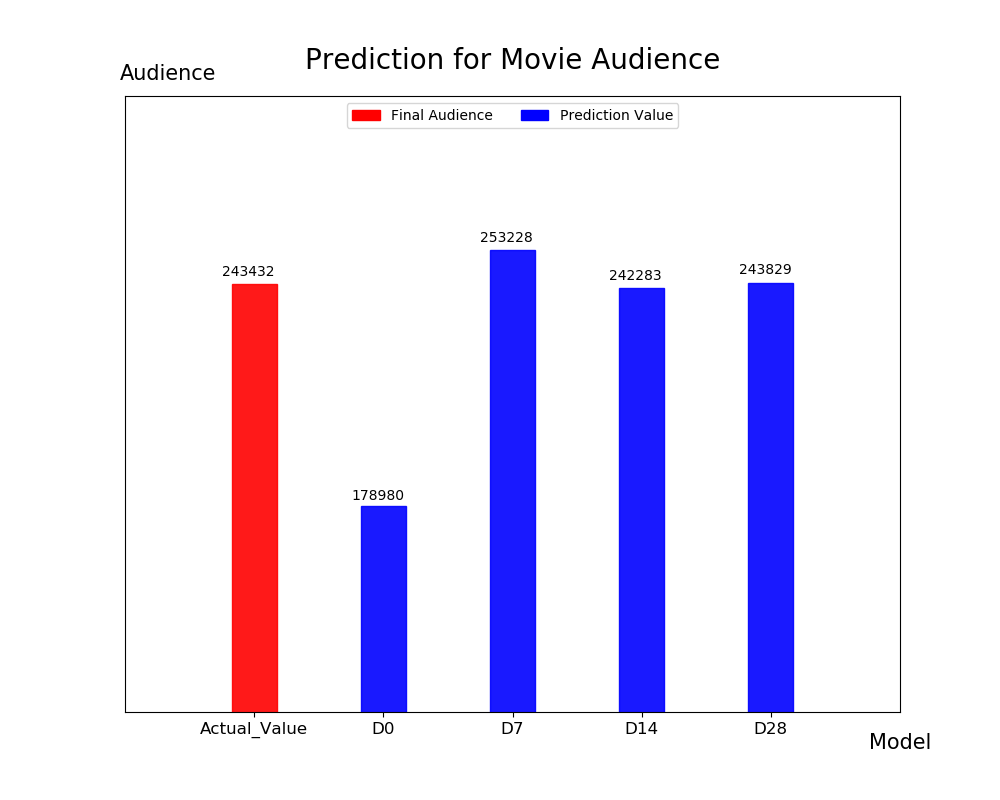 Prediction for Movie Audience
Audience
Final Audience Prediction Value
253228
243432
242283
243829
178980
Actual_Value D0 D7 D14 D28
Model